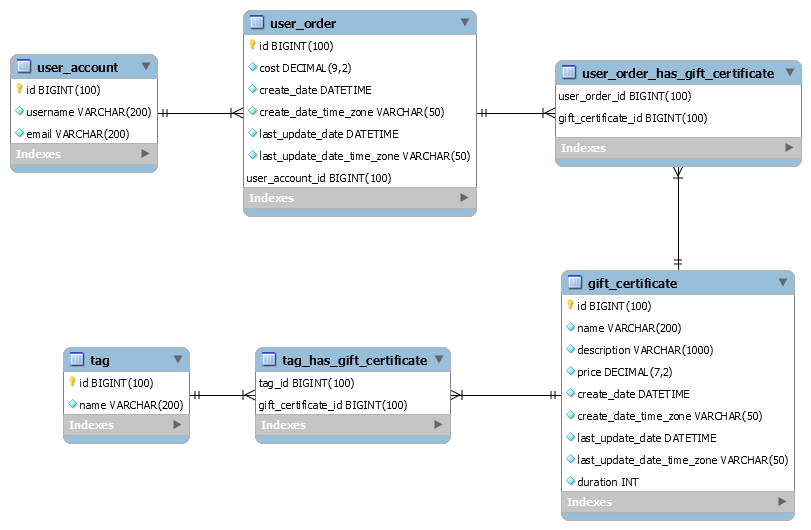 user_account
id BIGINT(100)
username VARCHAR(200)
email VARCHAR(200)
Indexes
user_order
id BIGINT(100)
cost DECIMAL(9,2)
create_date DATETIME
create_date_time_zone VARCHAR(50)
last_update_date DATETIME
last_update_date_time_zone VARCHAR(50)
user_account_id BIGINT(100)
Indexes
user_order_has_gift_certificate
user_order_id BIGINT(100)
gift_certificate_id BIGINT(100)
Indexes
tag
id BIGINT(100)
name VARCHAR(200)
Indexes
tag_has_gift_certificate
tag_id BIGINT(100)
gift_certificate_id BIGINT(100)
Indexes
gift_certificate
id BIGINT(100)
name VARCHAR(200)
description VARCHAR(1000)
price DECIMAL(7,2)
create_date DATETIME
create_date_time_zone VARCHAR(50)
last_update_date DATETIME
last_update_date_time_zone VARCHAR(50)
duration INT
Indexes